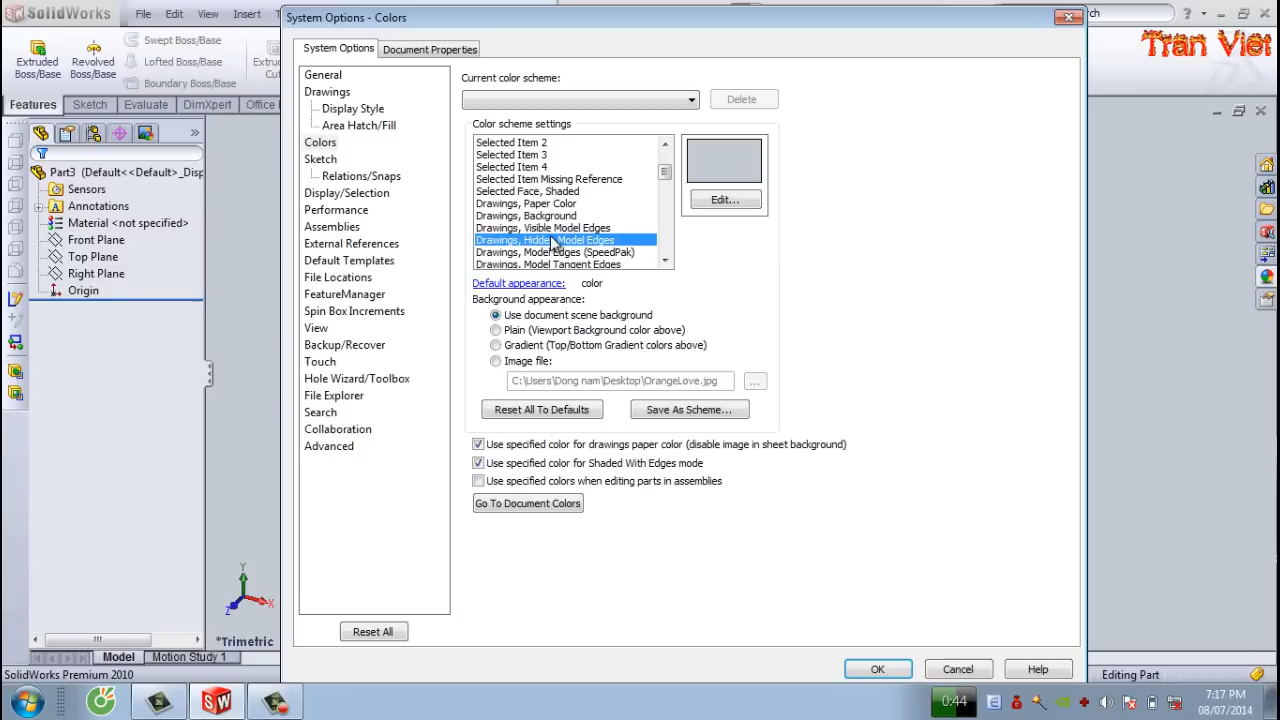 SolidWorks File Edit View Insert
System Options - Colors
Tran Viet
Extruded Boss/Base
Revolved Boss/Base
Swept Boss/Base
Lofted Boss/Base
Boundary Boss/Base
Features Sketch Evaluate DimXpert Office
Part3 (Default<<Default>_Disp
Sensors
Annotations
Material <not specified>
Front Plane
Top Plane
Right Plane
Origin
System Options Document Properties
General
Drawings
Display Style
Area Hatch/Fill
Colors
Sketch
Relations/Snaps
Display/Selection
Performance
Assemblies
External References
Default Templates
File Locations
FeatureManager
Spin Box Increments
View
Backup/Recover
Touch
Hole Wizard/Toolbox
File Explorer
Search
Collaboration
Advanced
Reset All
Current color scheme:
Delete
Color scheme settings
Selected Item 2
Selected Item 3
Selected Item 4
Selected Item Missing Reference
Selected Face, Shaded
Drawings, Paper Color
Drawings, Background
Drawings, Visible Model Edges
Drawings, Hidden Model Edges
Drawings, Model Edges (SpeedPak)
Drawings, Model Tangent Edges
Edit...
Default appearance: color
Background appearance:
Use document scene background
Plain (Viewport Background color above)
Gradient (Top/Bottom Gradient colors above)
Image file:
C:\Users\Dong nam\Desktop\OrangeLove.jpg
...
Reset All To Defaults Save As Scheme...
Use specified color for drawings paper color (disable image in sheet background)
Use specified color for Shaded With Edges mode
Use specified colors when editing parts in assemblies
Go To Document Colors
OK Cancel Help
Y
X
Z
*Trimetric
Model Motion Study 1
SolidWorks Premium 2010
Editing Part
0:44
7:17 PM
08/07/2014